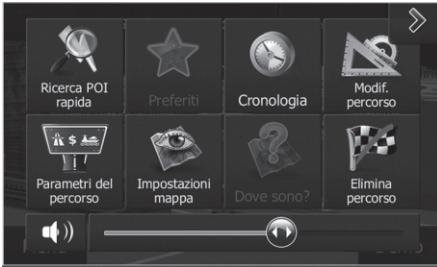 Ricerca POI
rapida
Preferiti
Cronologia
Modif.
percorso
Parametri del
percorso
Impostazioni
mappa
Dove sono?
Elimina
percorso